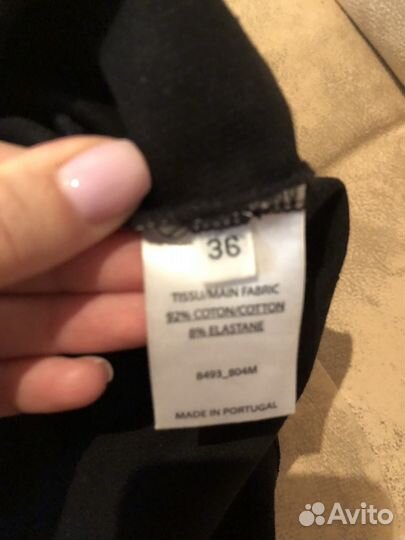 36
TISSU/MAIN FABRIC
92% COTON/COTTON
8% ELASTANE
8493_804M
MADE IN PORTUGAL
Avito